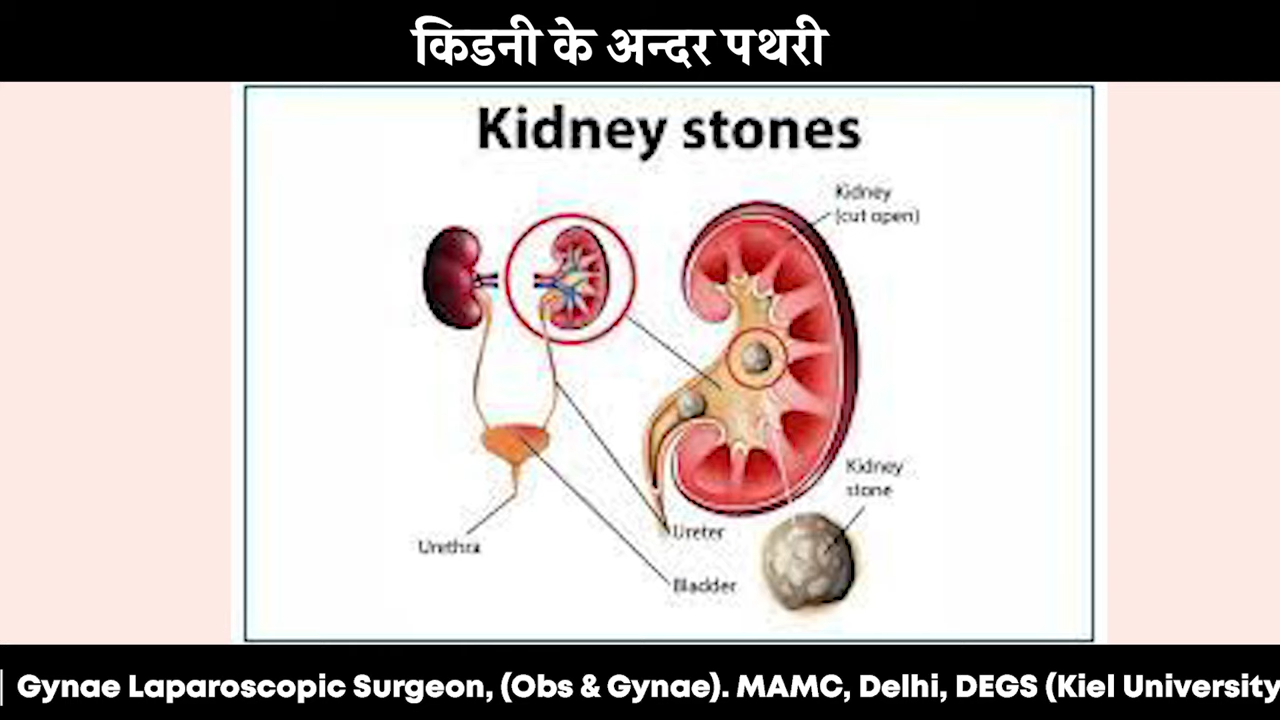 किडनी के अन्दर पथरी
Kidney stones
Kidney
(cut open)
Kidney
stone
Ureter
Urethra
Bladder
Gynae Laparoscopic Surgeon, (Obs & Gynae). MAMC, Delhi, DEGS (Kiel University